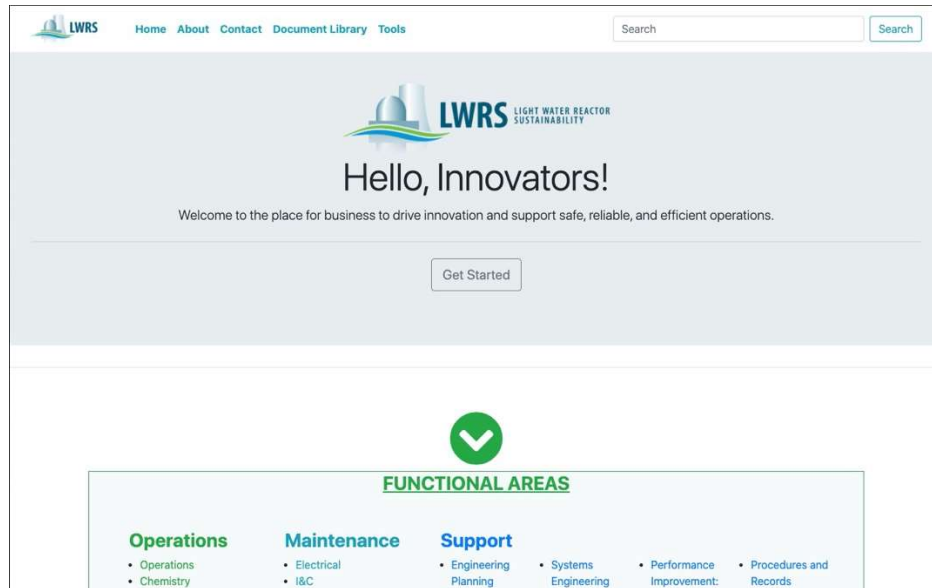 LWRS Home About Contact Document Library Tools Search Search
LWRS LIGHT WATER REACTOR
SUSTAINABILITY
Hello, Innovators!
Welcome to the place for business to drive innovation and support safe, reliable, and efficient operations.
Get Started
FUNCTIONAL AREAS
Operations
• Operations
• Chemistry
Maintenance
• Electrical
• I&C
Support
• Engineering
Planning
• Systems
Engineering
• Performance
Improvement:
• Procedures and
Records